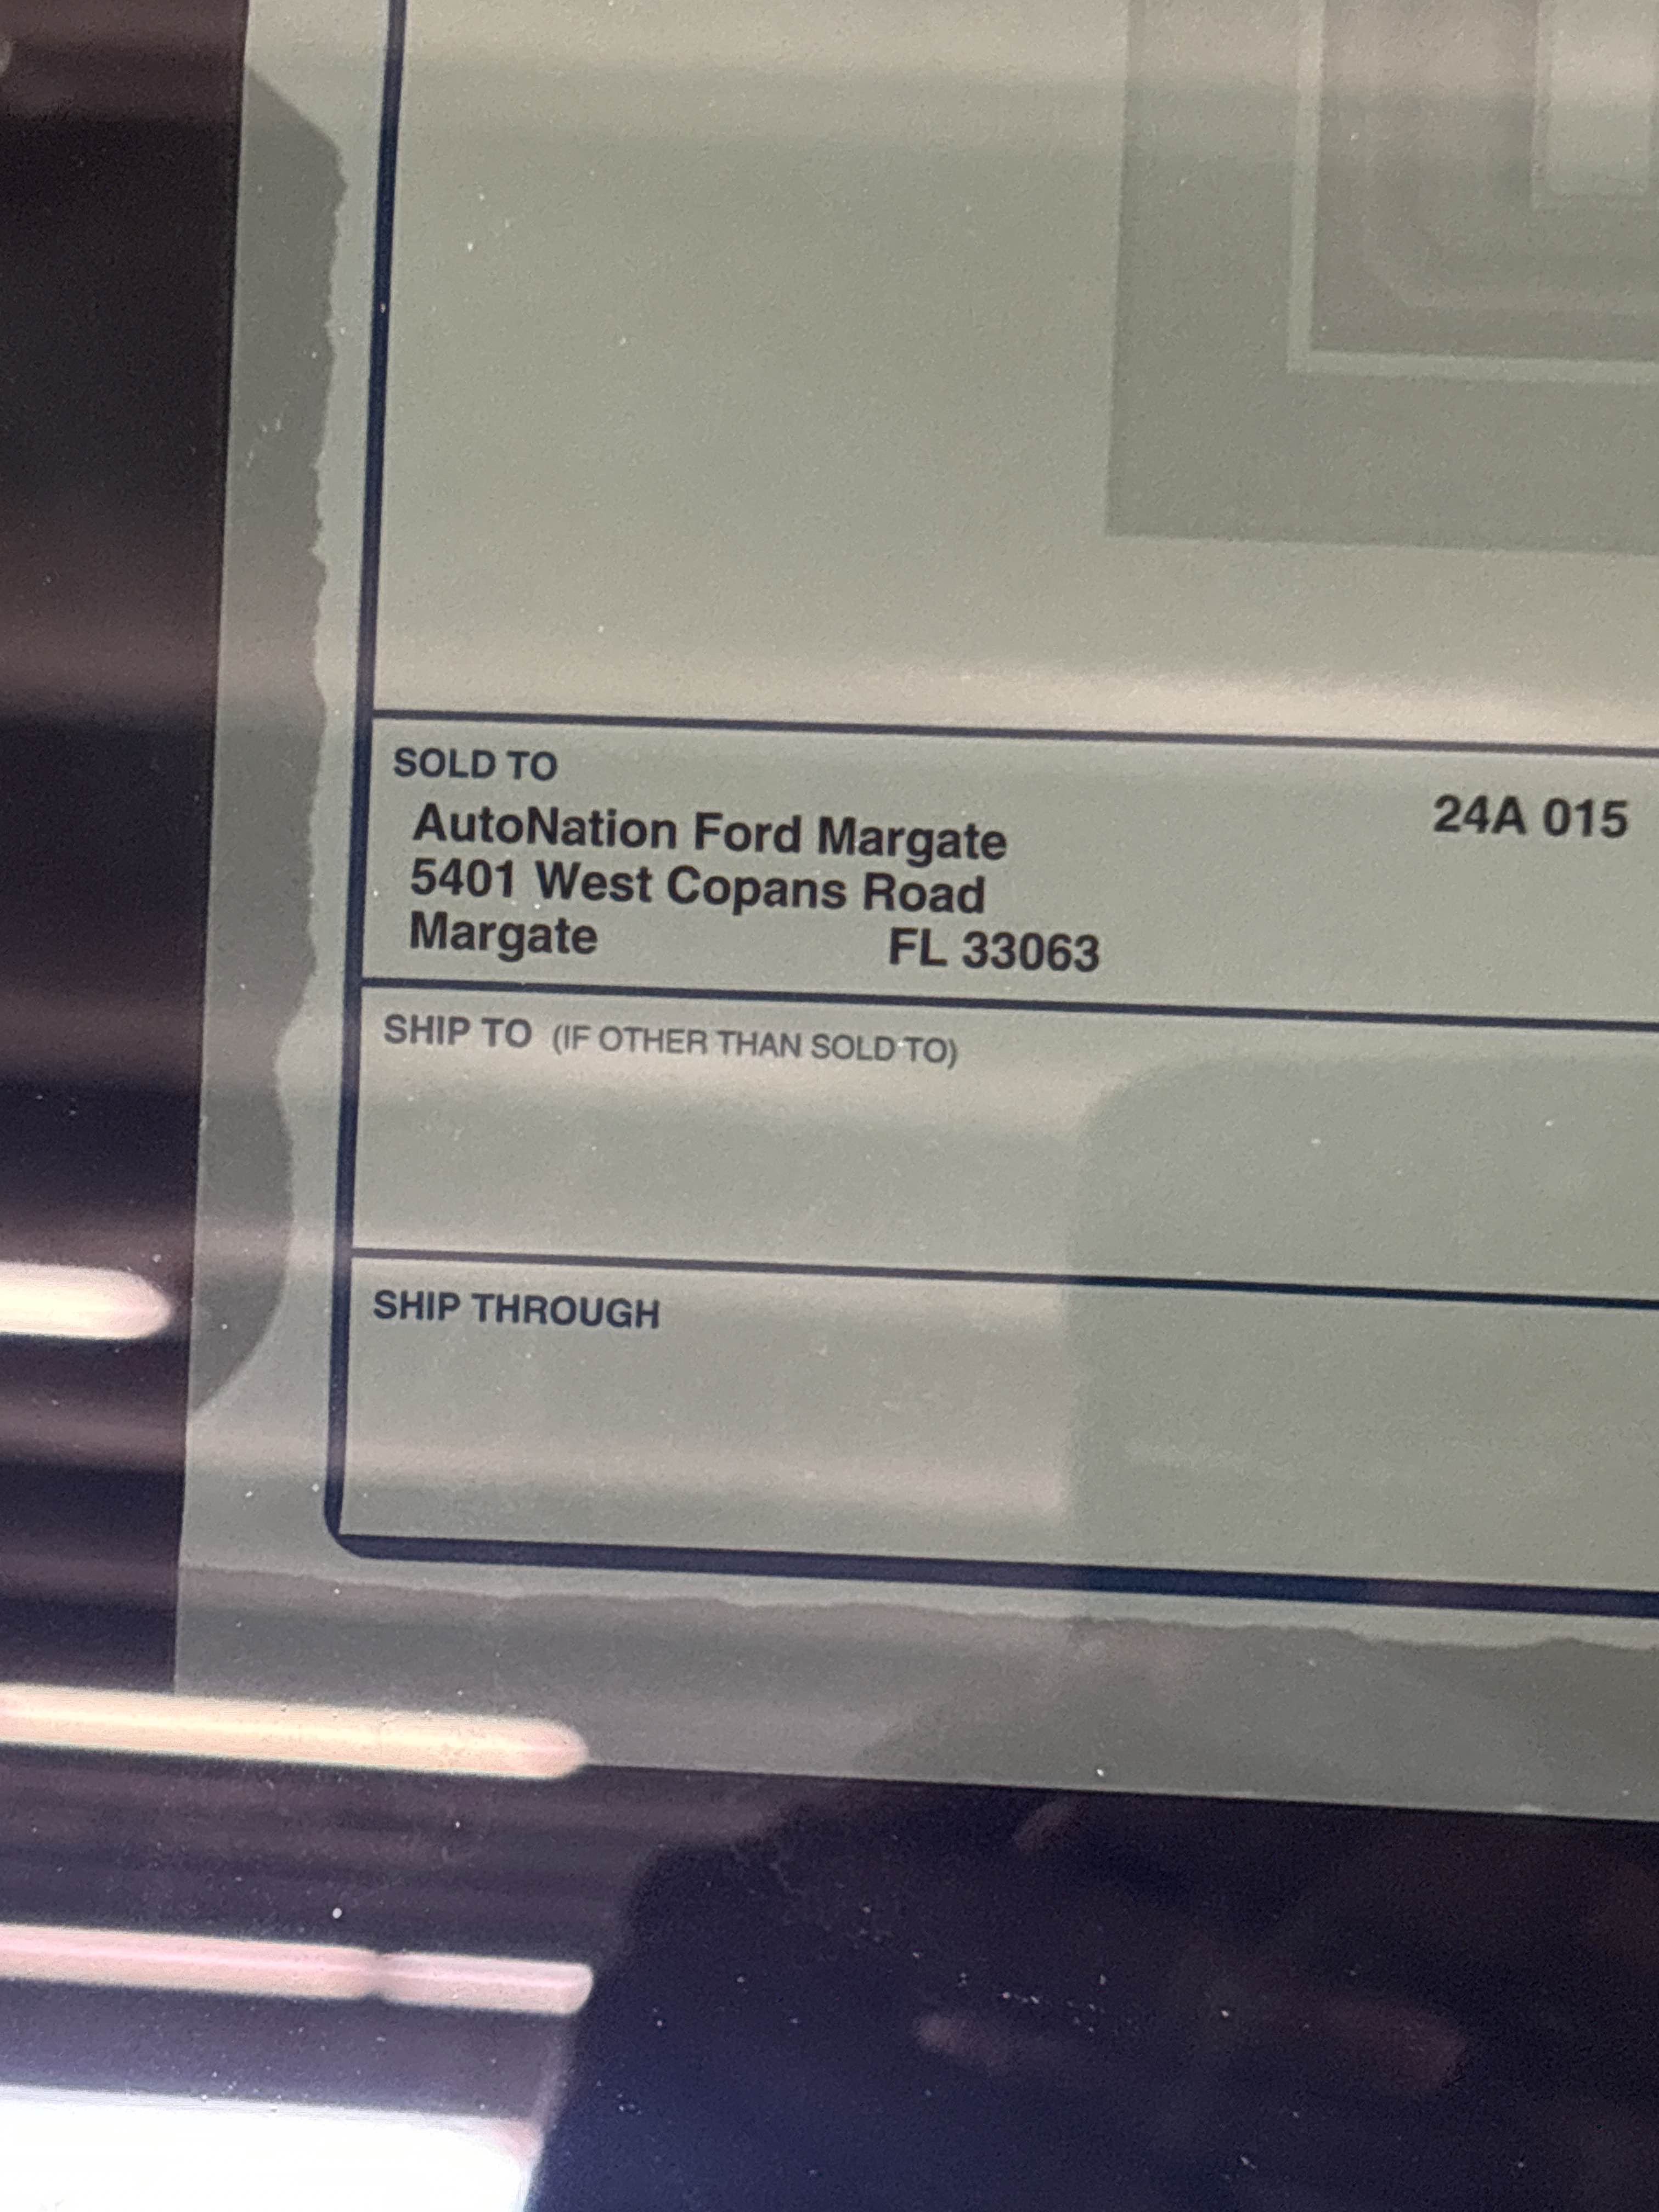 SOLD TO
AutoNation Ford Margate 24A 015
5401 West Copans Road
Margate FL 33063
SHIP TO (IF OTHER THAN SOLD TO)
SHIP THROUGH